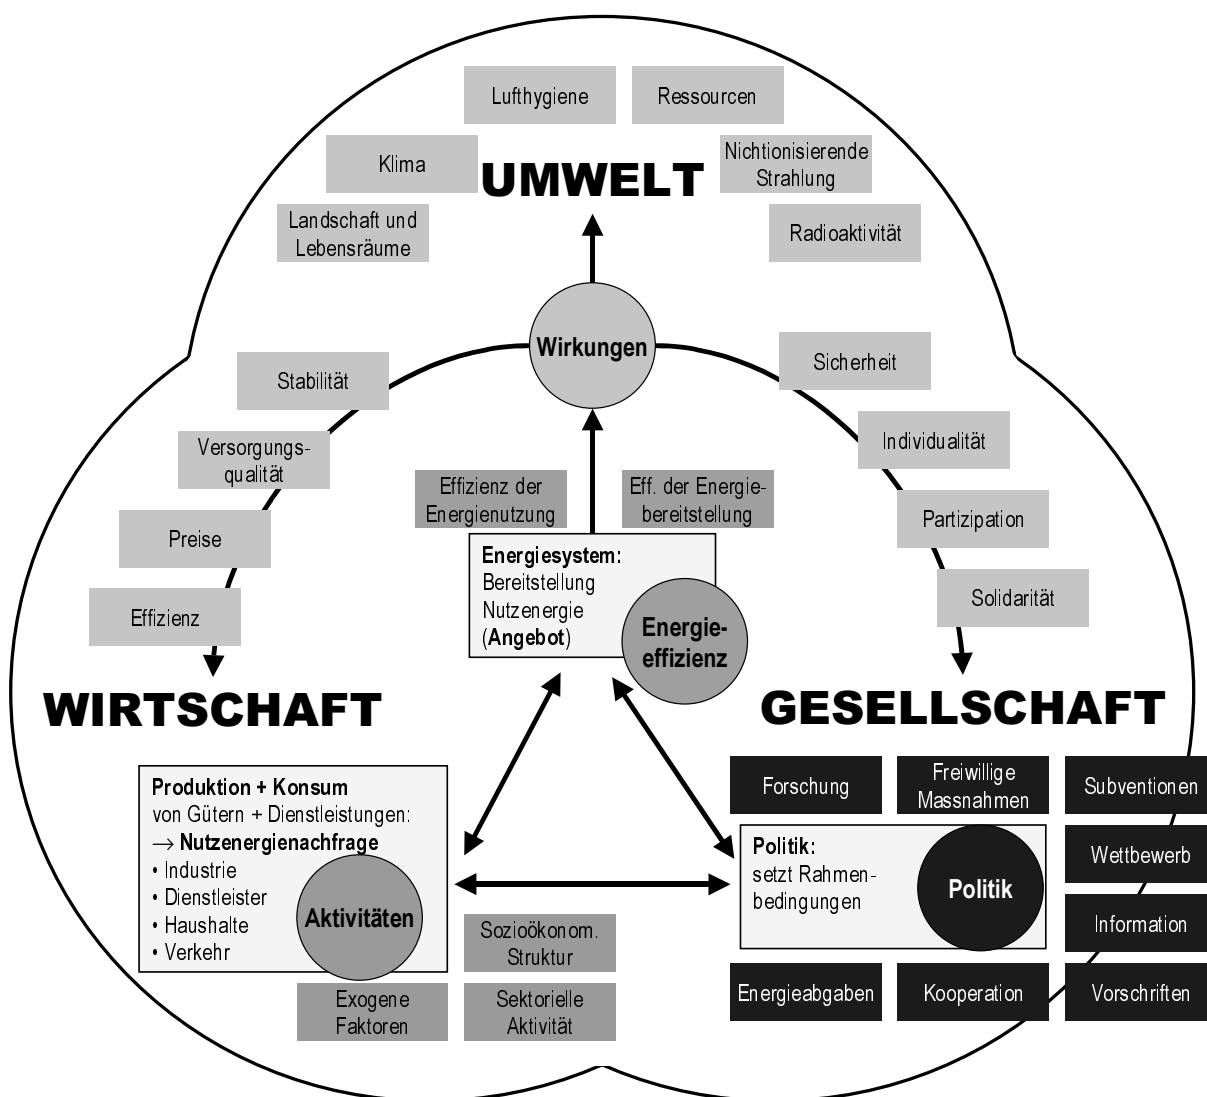 Lufthygiene
Ressourcen
Klima
UMWELT
Nichtionisierende
Strahlung
Landschaft und
Lebensräume
Radioaktivität
Wirkungen
Stabilität
Sicherheit
Versorgungs-
qualität
Individualität
Effizienz der
Energienutzung
Eff. der Energie-
bereitstellung
Preise
Partizipation
Energiesystem:
Bereitstellung
Nutzenergie
(Angebot)
Energie-
effizienz
Effizienz
Solidarität
WIRTSCHAFT
GESELLSCHAFT
Produktion + Konsum
von Gütern + Dienstleistungen:
→ Nutzenergienachfrage
• Industrie
• Dienstleister
• Haushalte
• Verkehr
Aktivitäten
Sozioökonom.
Struktur
Exogene
Faktoren
Sektorielle
Aktivität
Forschung
Freiwillige
Massnahmen
Subventionen
Politik:
setzt Rahmen-
bedingungen
Politik
Wettbewerb
Information
Energieabgaben
Kooperation
Vorschriften